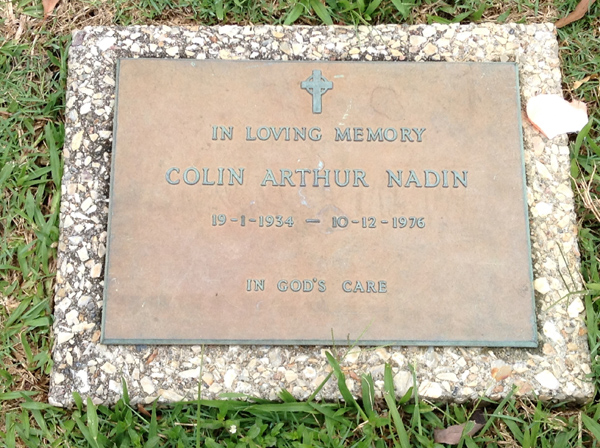 IN LOVING MEMORY
COLIN ARTHUR NADIN
19-1-1934 — 10-12-1976
IN GOD'S CARE